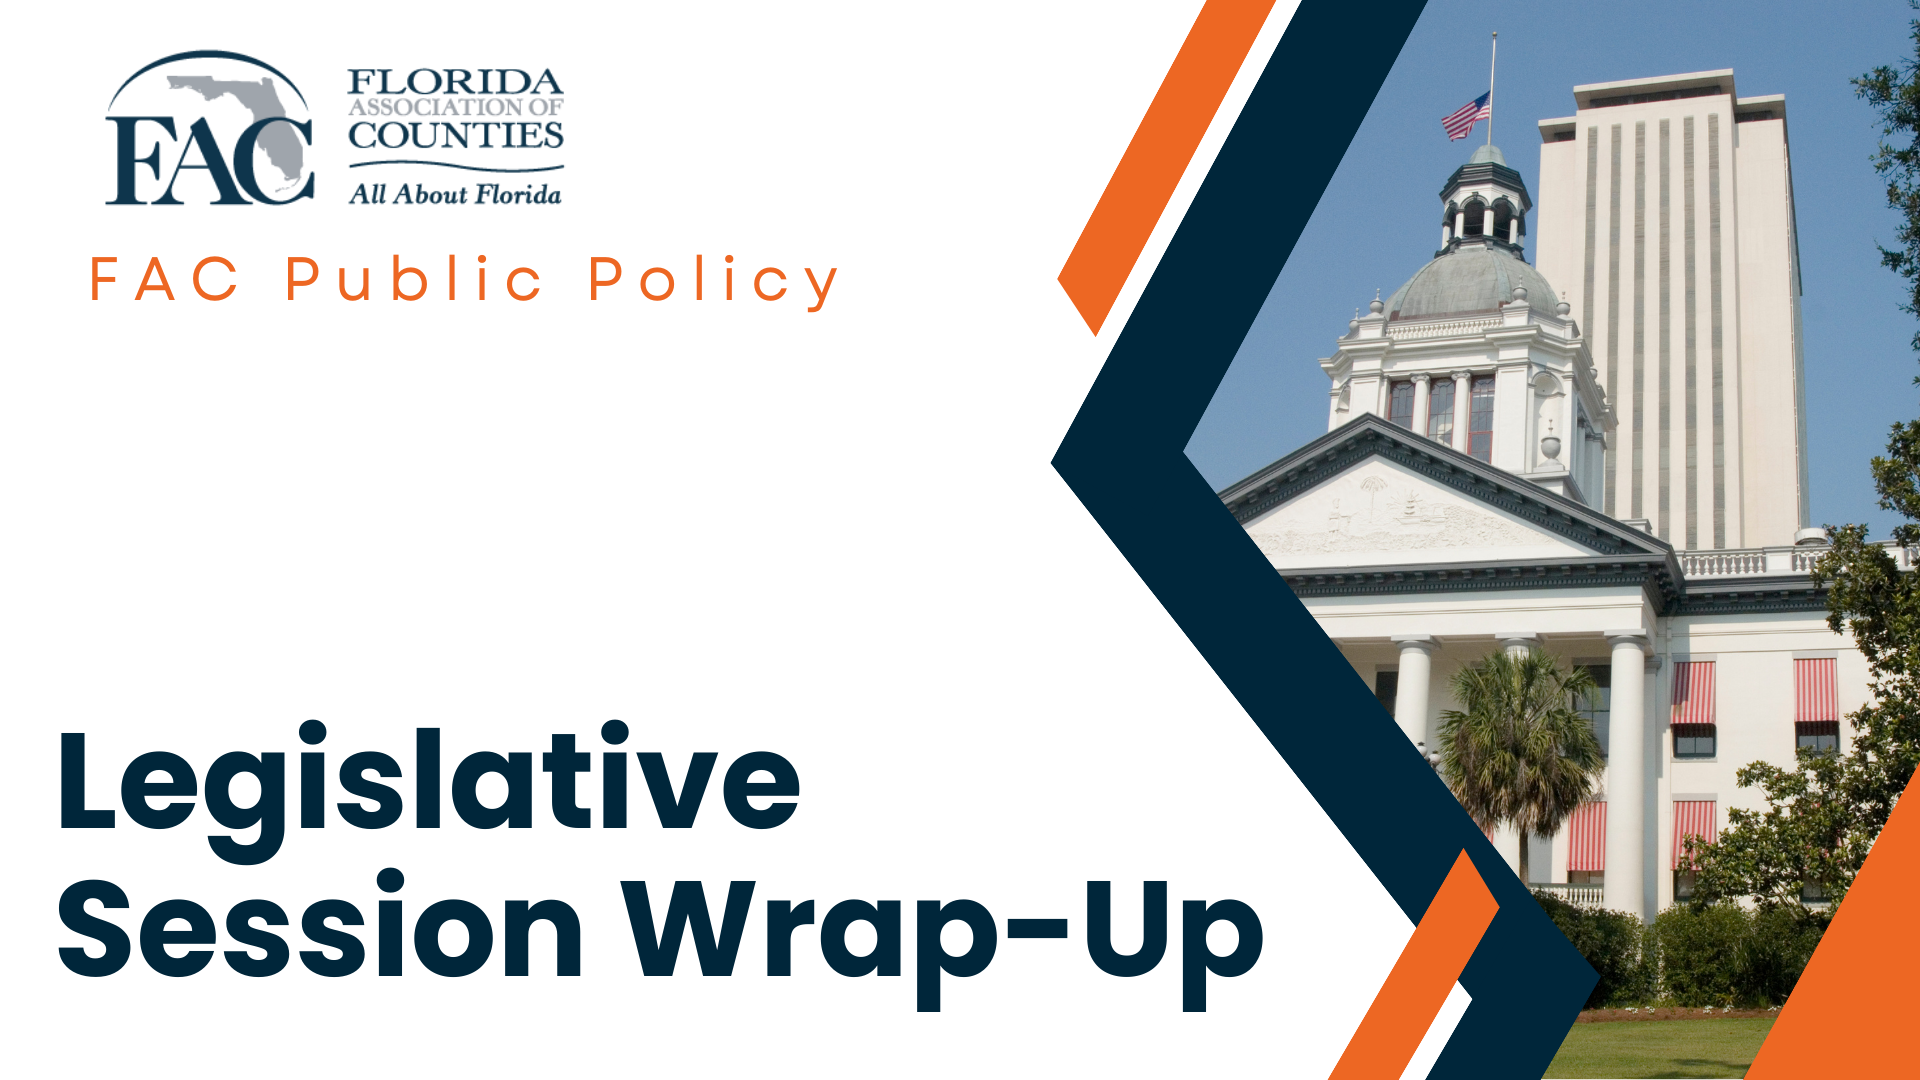 FAC
FLORIDA
ASSOCIATION OF
COUNTIES
All About Florida
FAC Public Policy
Legislative
Session Wrap-Up